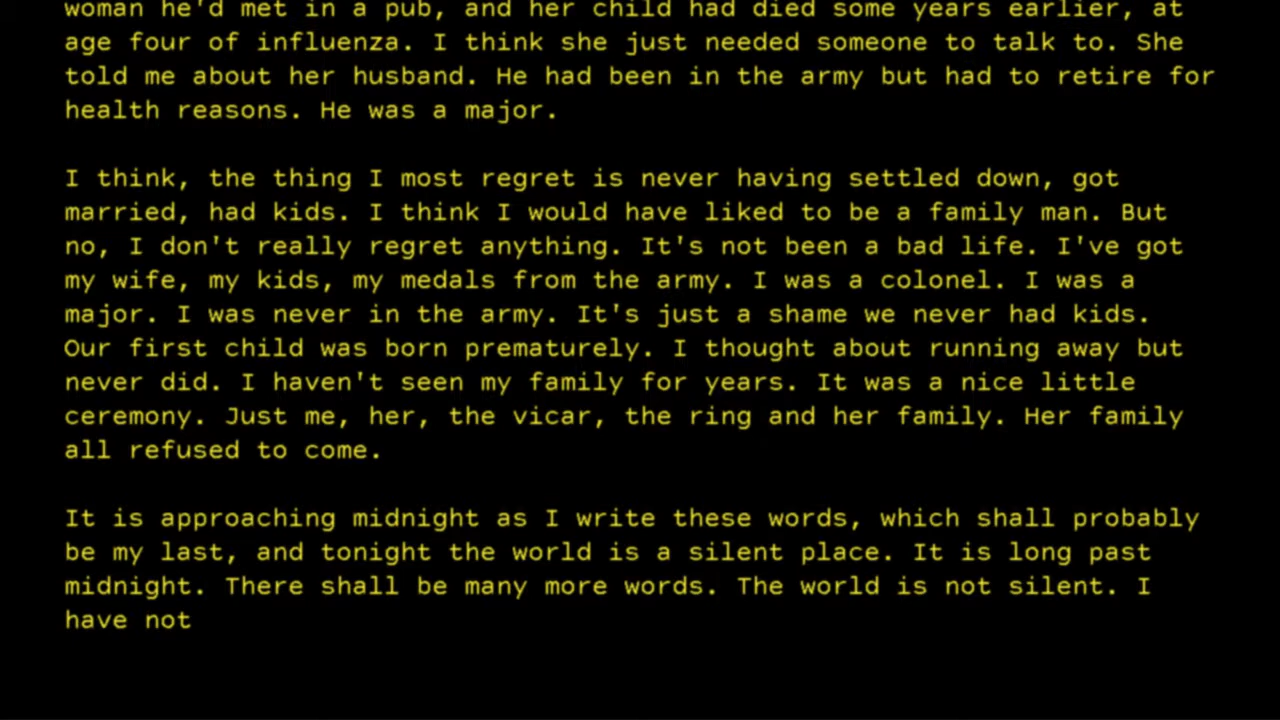 woman he'd met in a pub, and her child had died some years earlier, at
age four of influenza. I think she just needed someone to talk to. She
told me about her husband. He had been in the army but had to retire for
health reasons. He was a major.
I think, the thing I most regret is never having settled down, got
married, had kids. I think I would have liked to be a family man. But
no, I don't really regret anything. It's not been a bad life. I've got
my wife, my kids, my medals from the army. I was a colonel. I was a
major. I was never in the army. It's just a shame we never had kids.
Our first child was born prematurely. I thought about running away but
never did. I haven't seen my family for years. It was a nice little
ceremony. Just me, her, the vicar, the ring and her family. Her family
all refused to come.
It is approaching midnight as I write these words, which shall probably
be my last, and tonight the world is a silent place. It is long past
midnight. There shall be many more words. The world is not silent. I
have not